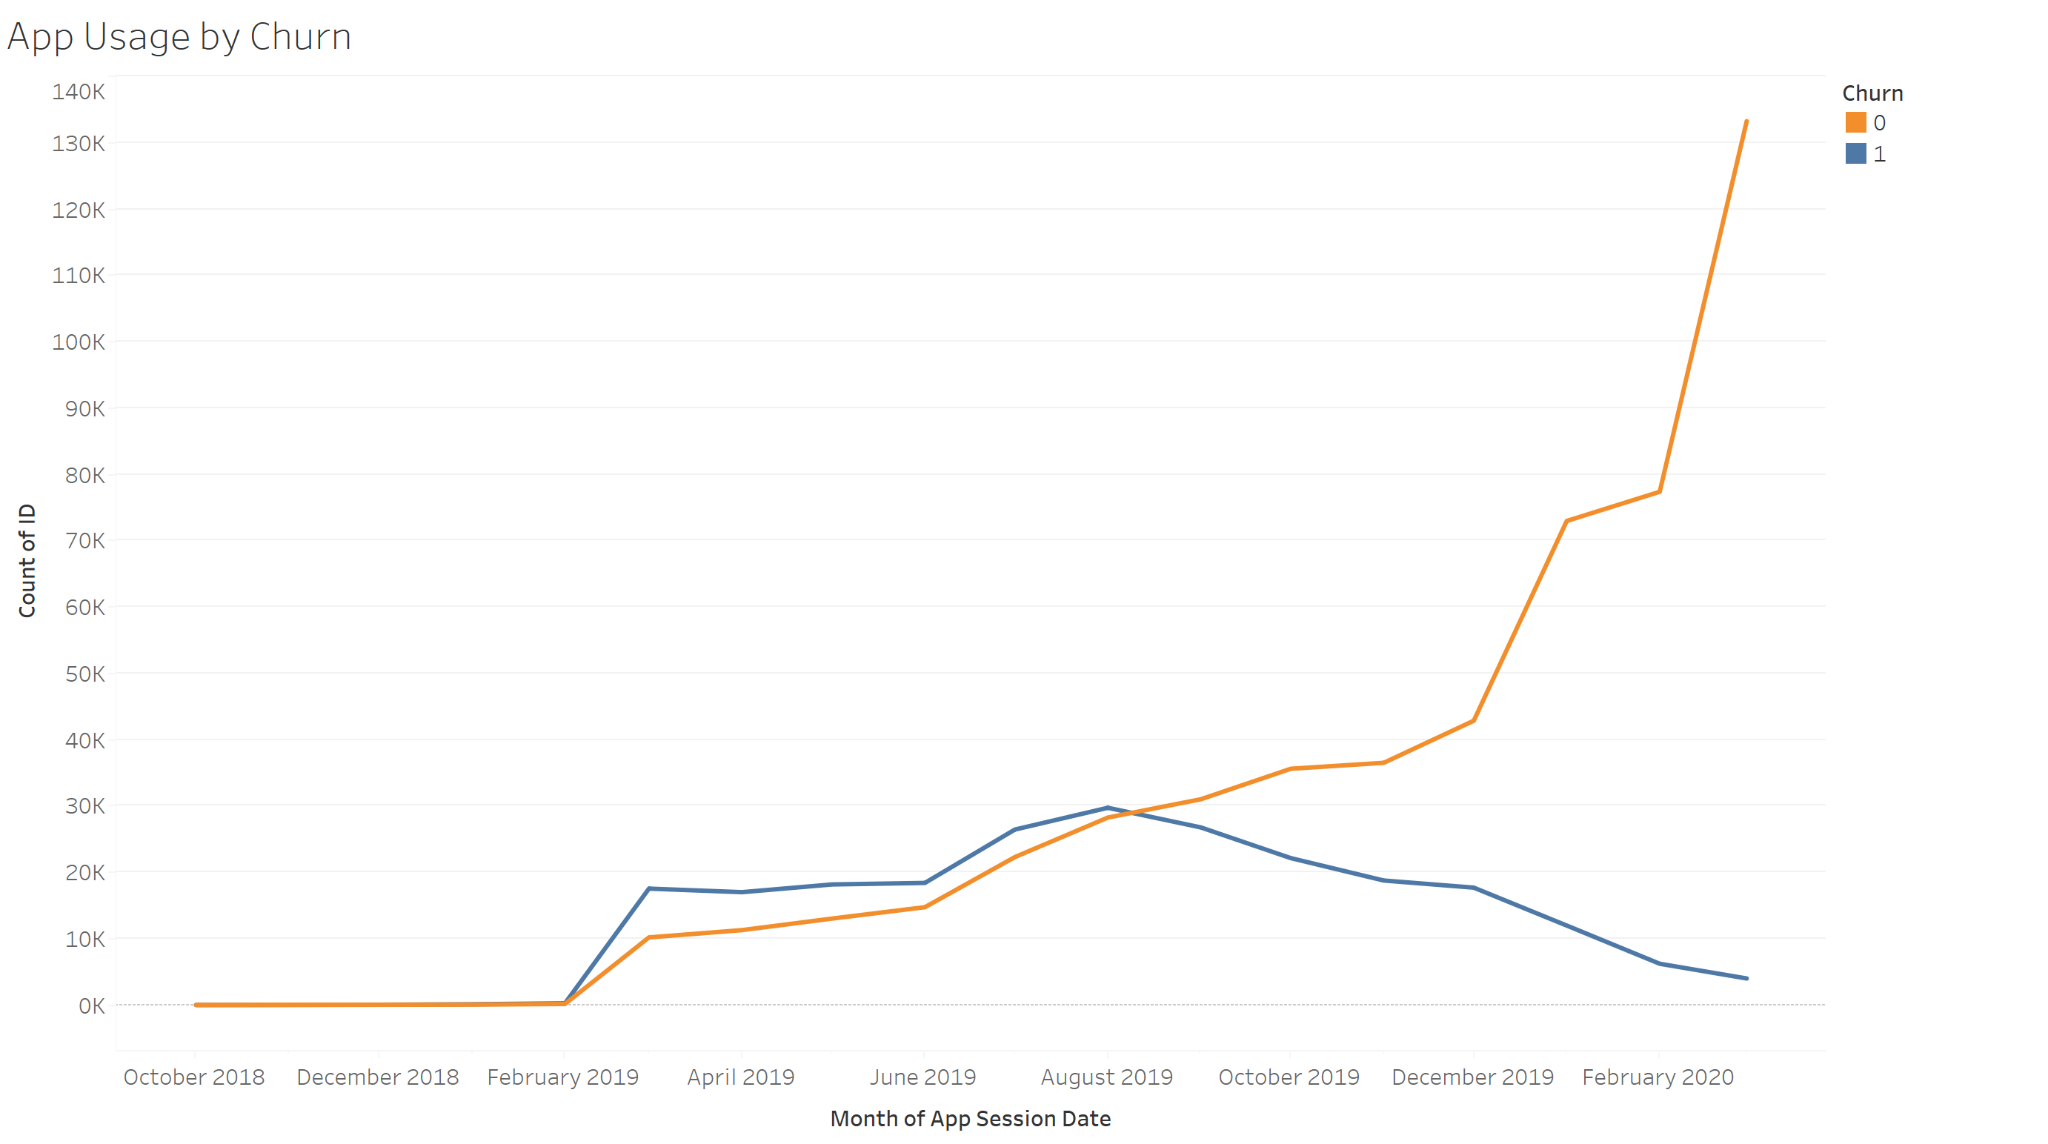 App Usage by Churn
140K
130K
120K
110K
100K
90K
80K
70K
60K
50K
40K
30K
20K
10K
0K
Count of ID
October 2018 December 2018 February 2019 April 2019 June 2019 August 2019 October 2019 December 2019 February 2020
Month of App Session Date
Churn
0
1